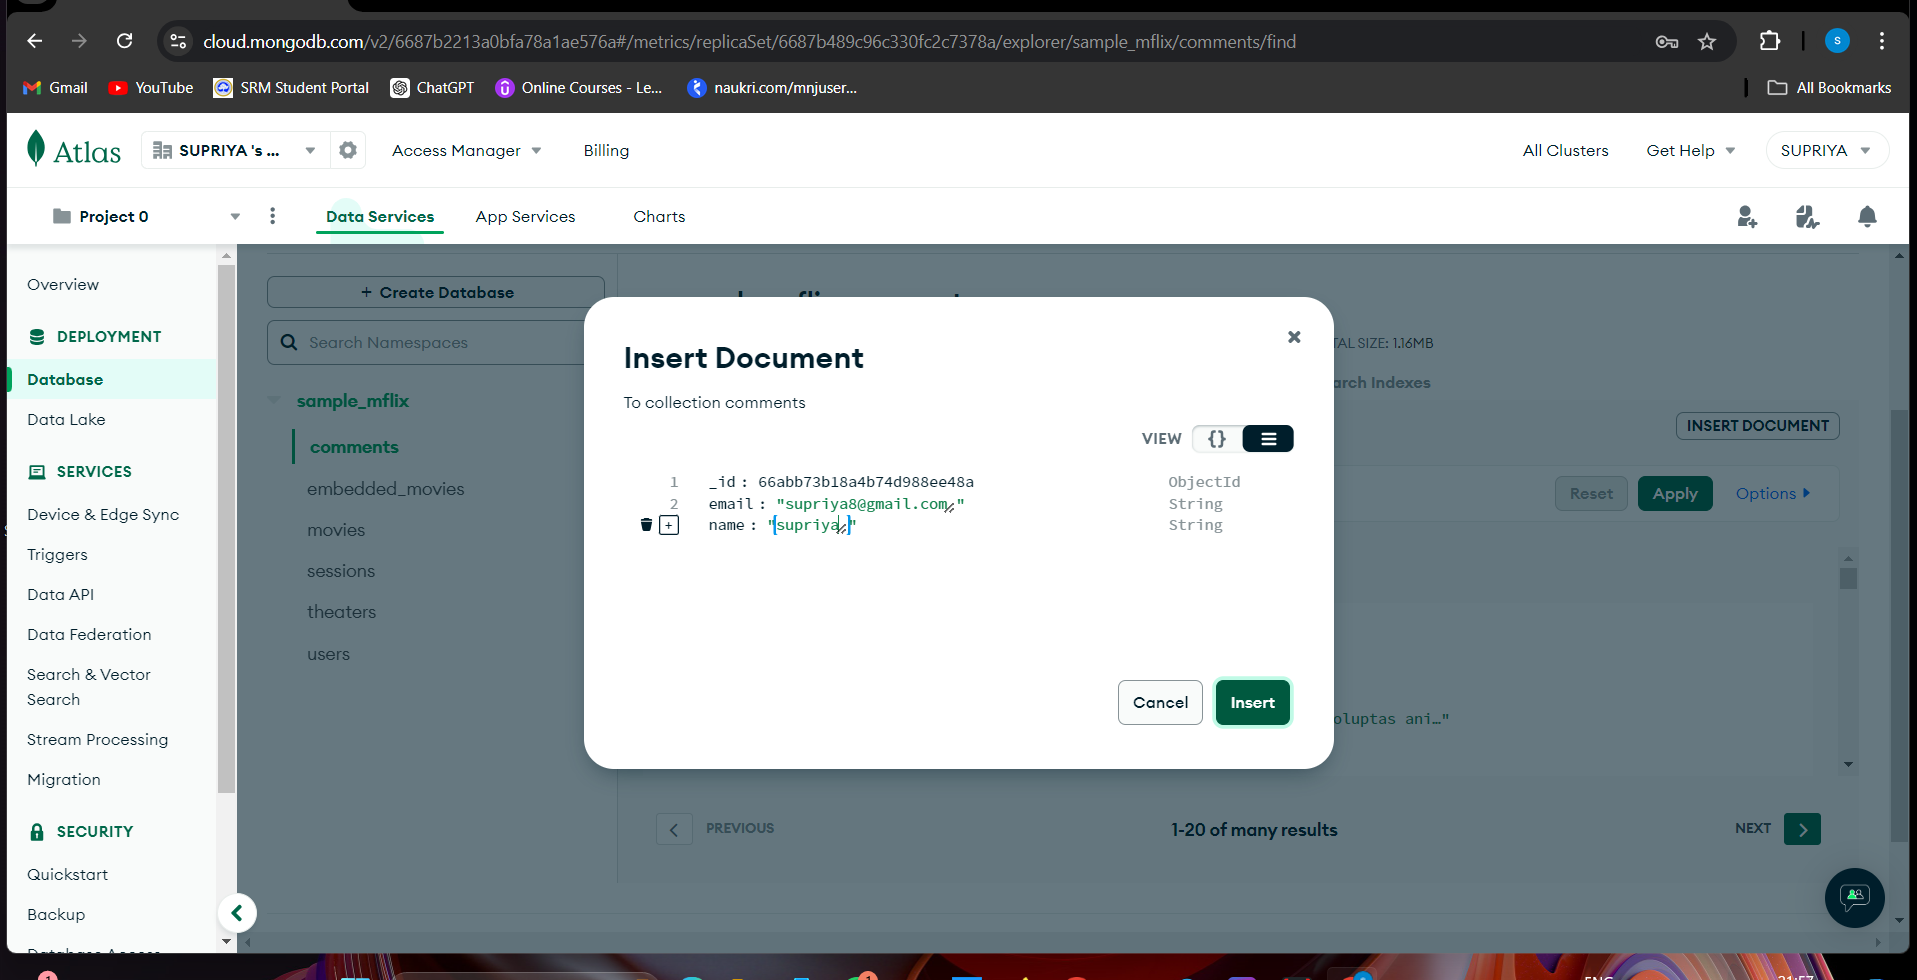 cloud.mongodb.com/v2/6687b2213a0bfa78a1ae576a#/metrics/replicaSet/6687b489c96c330fc2c7378a/explorer/sample_mflix/comments/find
S
Gmail YouTube SRM Student Portal ChatGPT Online Courses - Le... naukri.com/mnjuser... All Bookmarks
Atlas SUPRIYA 's ... Access Manager Billing All Clusters Get Help SUPRIYA
Project 0 Data Services App Services Charts
Overview
DEPLOYMENT
Database
Data Lake
SERVICES
Device & Edge Sync
Triggers
Data API
Data Federation
Search & Vector
Search
Stream Processing
Migration
SECURITY
Quickstart
Backup
+ Create Database
Search Namespaces
sample_mflix
comments
embedded_movies
movies
sessions
theaters
users
TAL SIZE: 1.16MB
arch Indexes
INSERT DOCUMENT
Reset Apply Options
Insert Document
To collection comments
VIEW {}
1 _id : 66abb73b18a4b74d988ee48a ObjectId
2 email : "supriya8@gmail.com," String
+ name : "supriya," String
Cancel Insert
oluptas ani…"
PREVIOUS 1-20 of many results NEXT
1 1 1